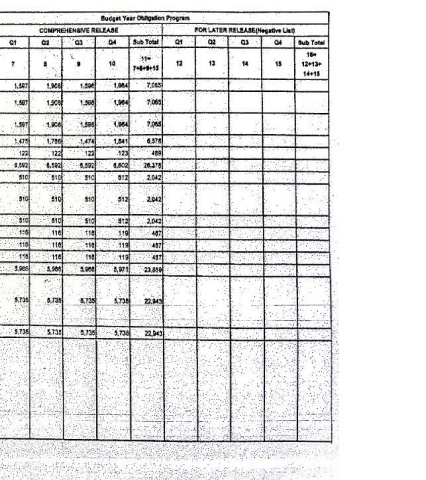 Budget Year Obligation Program
COMPREHENSIVE RELEASE FOR LATER RELEASE(Negative List)
Q1 Q2 Q3 Q4 Sub Total Q1 Q2 Q3 Q4 Sub Total
7 8 9 10 11= 7+8+9+10 12 13 14 15 16= 12+13+ 14+15
1,597 1,908 1,596 1,964 7,065
1,597 1,908 1,596 1,964 7,065
1,597 1,908 1,596 1,964 7,065
1,475 1,786 1,474 1,841 6,576
122 122 122 123 489
6,592 6,592 6,592 6,602 26,378
510 510 510 512 2,042
510 510 510 512 2,042
510 510 510 512 2,042
116 116 116 119 467
116 116 116 119 467
116 116 116 119 467
5,966 5,966 5,966 5,971 23,869
5,735 5,735 5,735 5,738 22,943
5,735 5,735 5,735 5,738 22,943